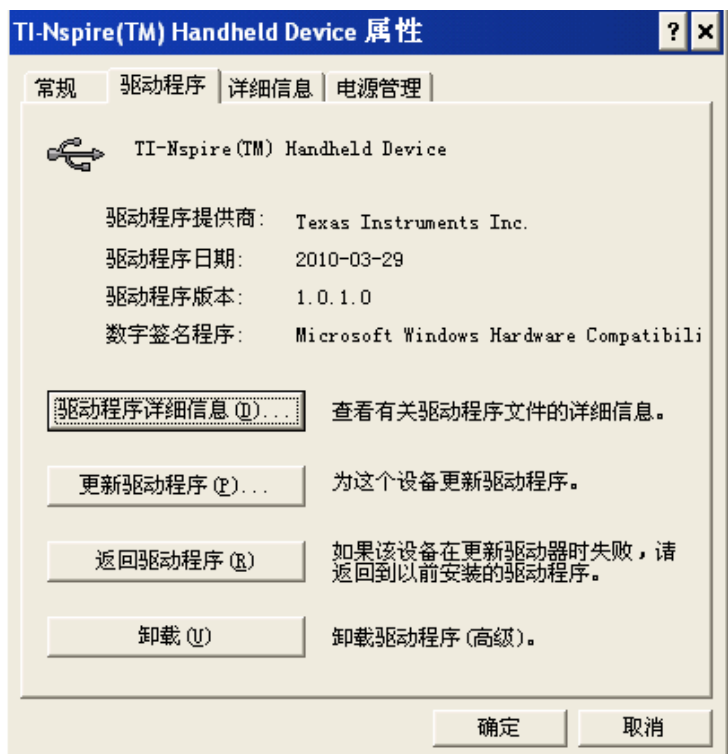 TI-Nspire(TM) Handheld Device 属性
常规 驱动程序 详细信息 电源管理
TI-Nspire(TM) Handheld Device
驱动程序提供商: Texas Instruments Inc.
驱动程序日期: 2010-03-29
驱动程序版本: 1.0.1.0
数字签名程序: Microsoft Windows Hardware Compatibili
驱动程序详细信息(D)... 查看有关驱动程序文件的详细信息。
更新驱动程序(P)... 为这个设备更新驱动程序。
返回驱动程序(R) 如果该设备在更新驱动器时失败，请
返回到以前安装的驱动程序。
卸载(U) 卸载驱动程序(高级)。
确定 取消